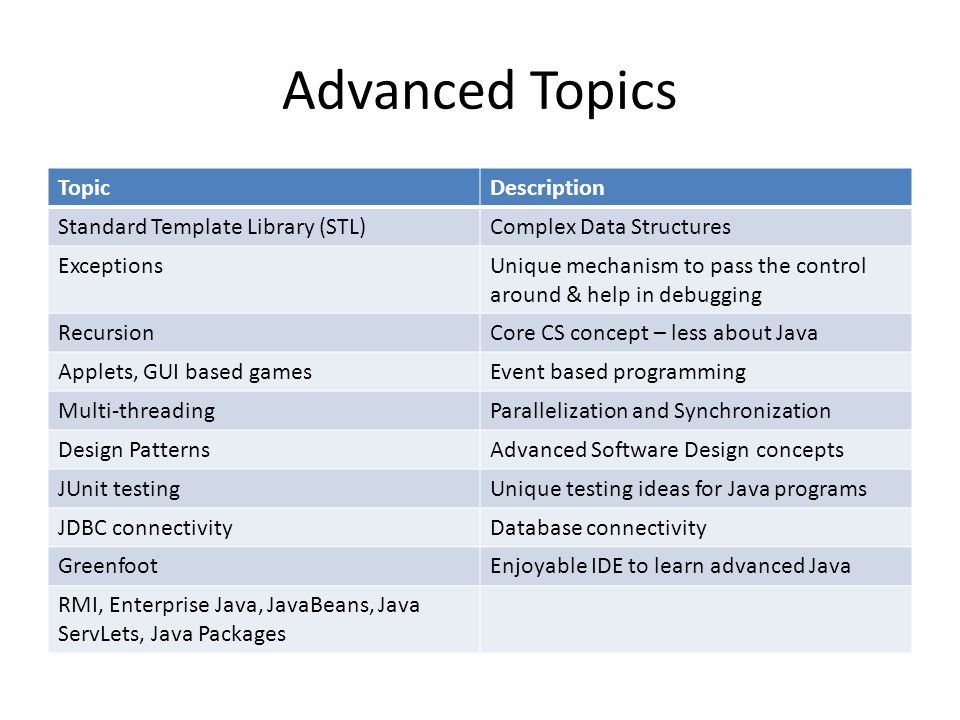 Advanced Topics
Topic Description
Standard Template Library (STL) Complex Data Structures
Exceptions Unique mechanism to pass the control
around & help in debugging
Recursion Core CS concept – less about Java
Applets, GUI based games Event based programming
Multi-threading Parallelization and Synchronization
Design Patterns Advanced Software Design concepts
JUnit testing Unique testing ideas for Java programs
JDBC connectivity Database connectivity
Greenfoot Enjoyable IDE to learn advanced Java
RMI, Enterprise Java, JavaBeans, Java
ServLets, Java Packages